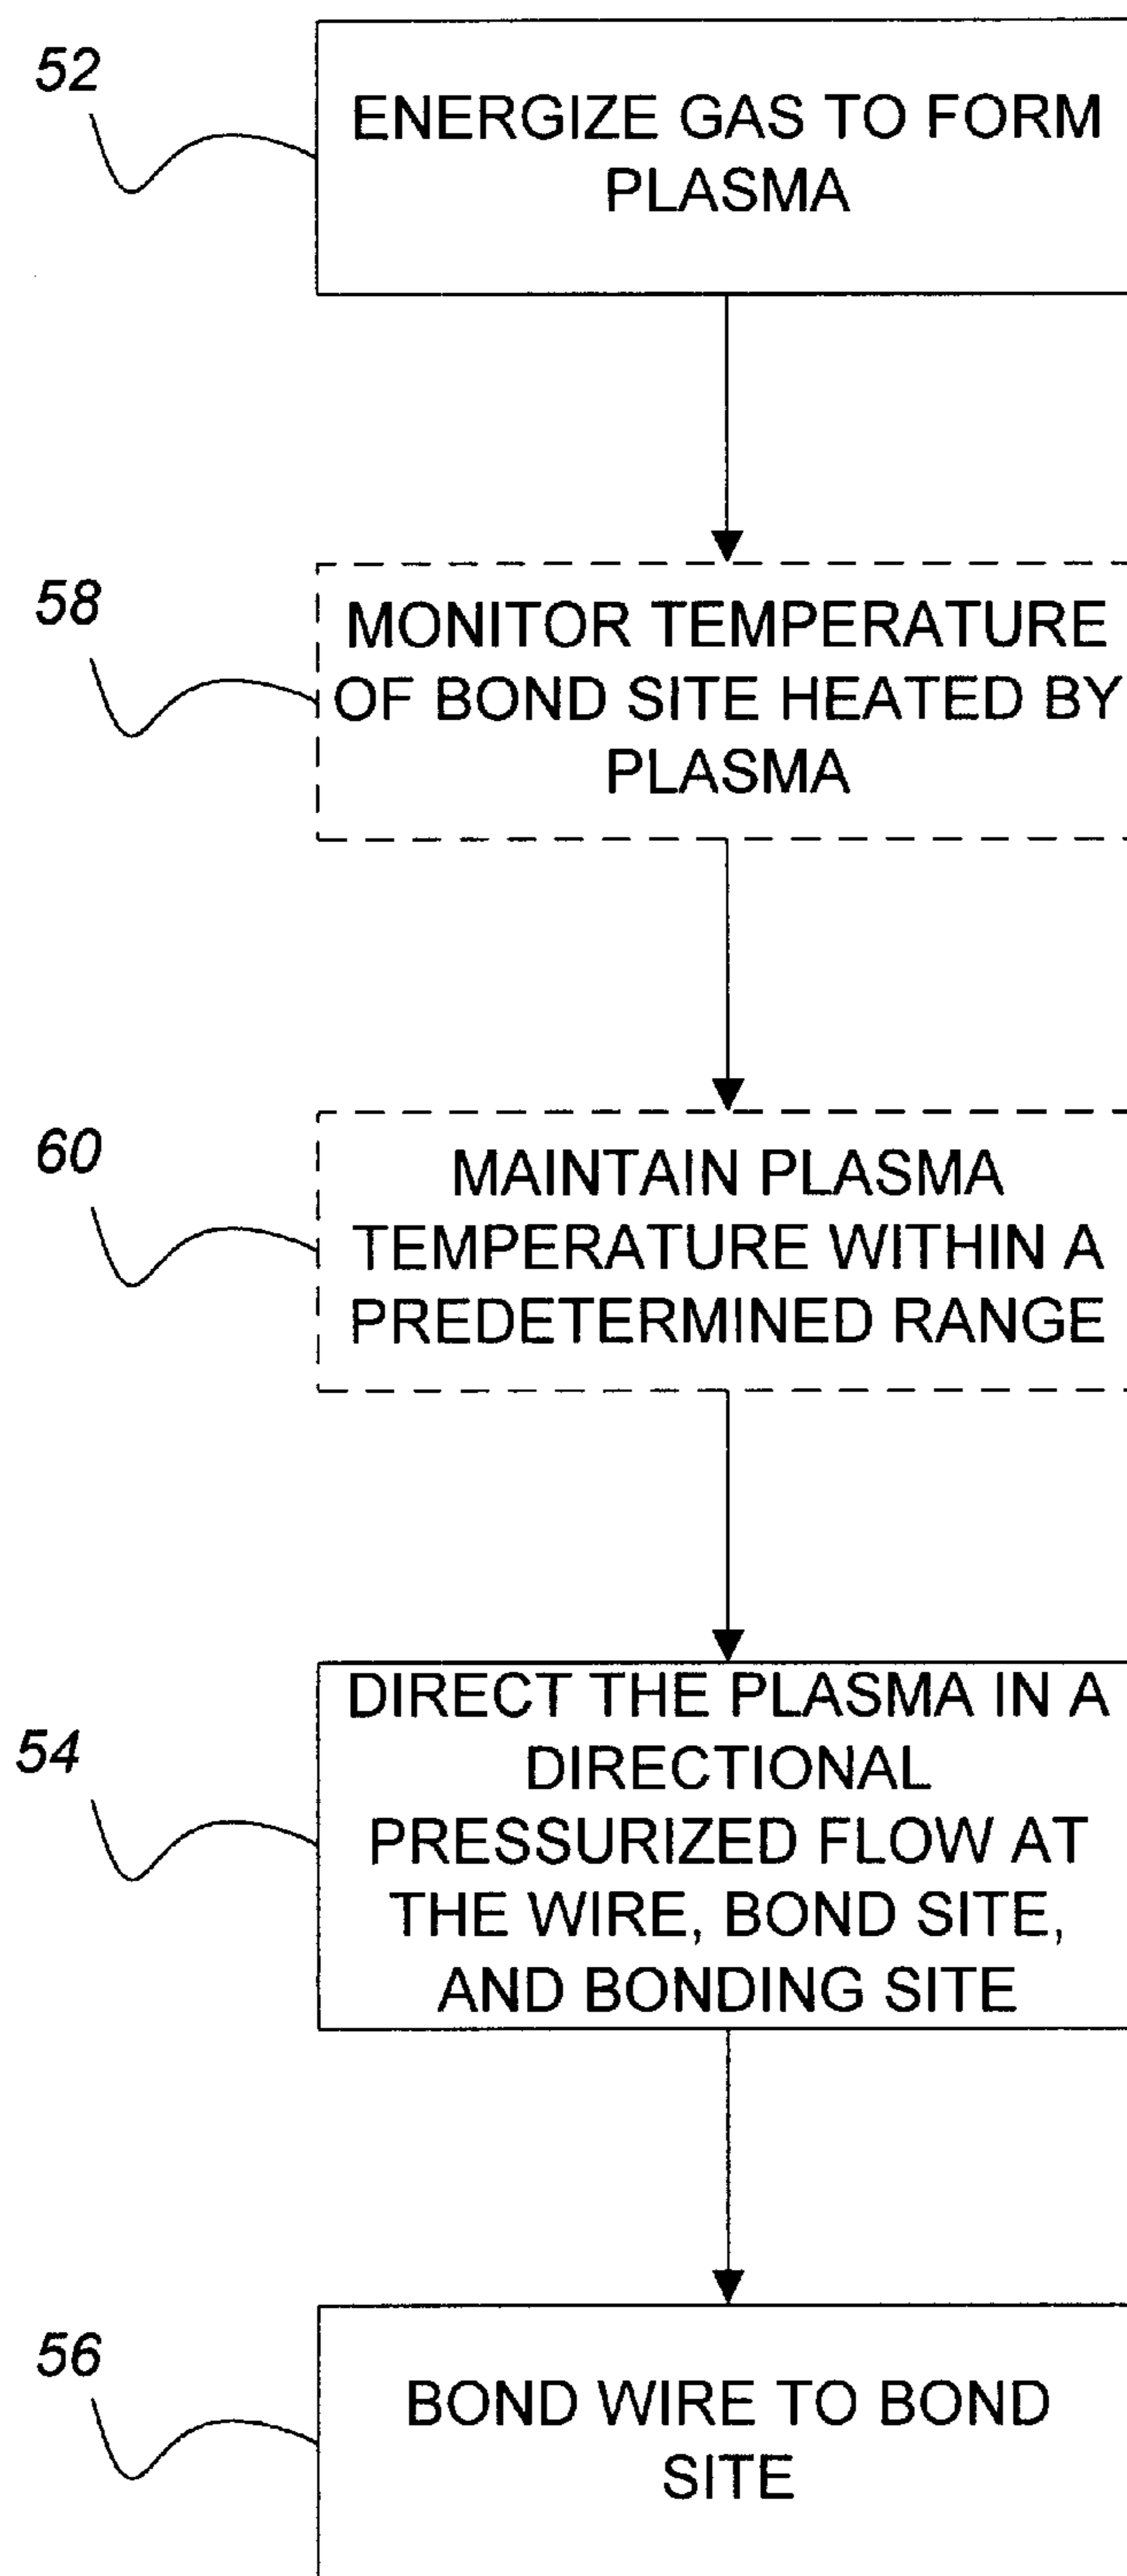 52
ENERGIZE GAS TO FORM
PLASMA
58
MONITOR TEMPERATURE
OF BOND SITE HEATED BY
PLASMA
60
MAINTAIN PLASMA
TEMPERATURE WITHIN A
PREDETERMINED RANGE
54
DIRECT THE PLASMA IN A
DIRECTIONAL
PRESSURIZED FLOW AT
THE WIRE, BOND SITE,
AND BONDING SITE
56
BOND WIRE TO BOND
SITE